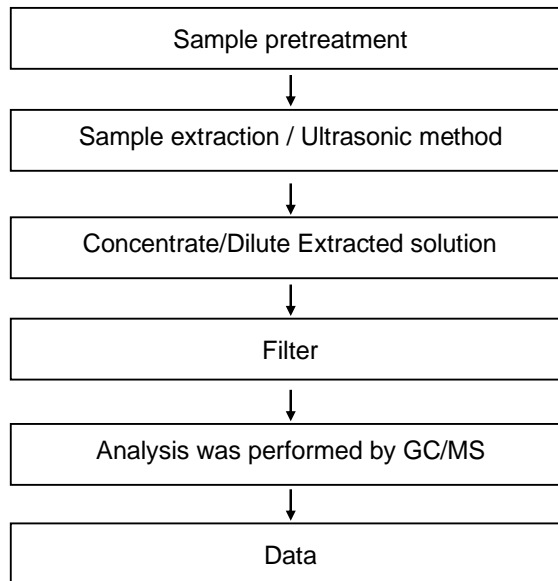 Sample pretreatment
Sample extraction / Ultrasonic method
Concentrate/Dilute Extracted solution
Filter
Analysis was performed by GC/MS
Data